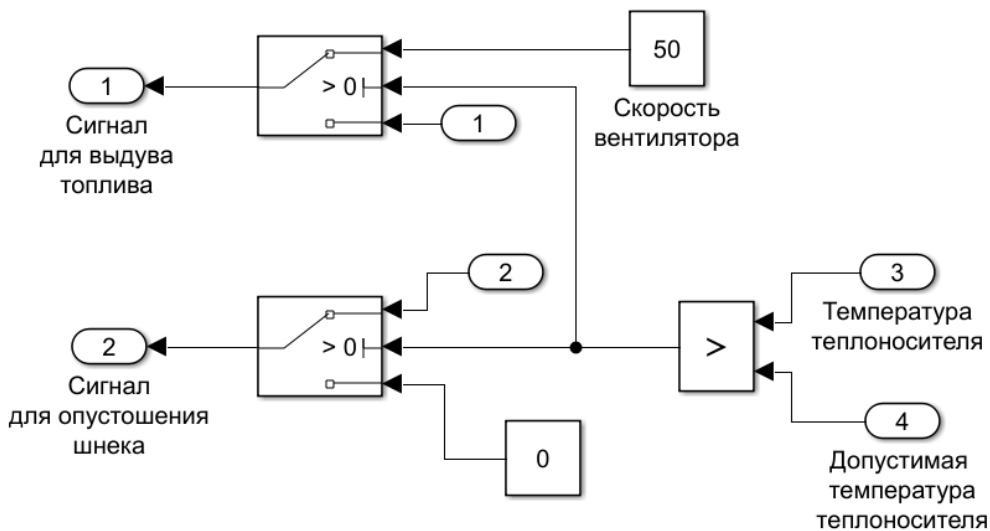 50
Скорость
вентилятора
> 0
1
Сигнал
для выдува
топлива
1
2
3
Температура
теплоносителя
> 0
>
2
Сигнал
для опустошения
шнека
0
4
Допустимая
температура
теплоносителя